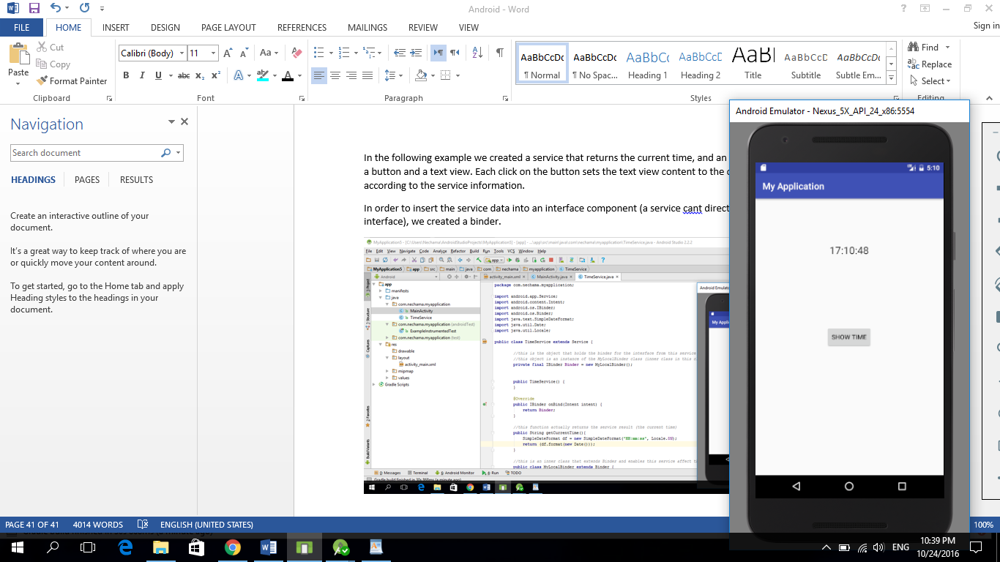 Android - Word
Sign in
FILE HOME INSERT DESIGN PAGE LAYOUT REFERENCES MAILINGS REVIEW VIEW
Paste
Cut
Copy
Format Painter
Clipboard
Calibri (Body) 11
Font
Paragraph
AaBbCcDc AaBbCcDc AaBbCc AaBbCcD AaBl AaBbCcD AaBbCcDc
¶ Normal ¶ No Spac... Heading 1 Heading 2 Title Subtitle Subtle Em...
Styles
Find
Replace
Select
Editing
Navigation
Search document
HEADINGS PAGES RESULTS
Create an interactive outline of your
document.
It's a great way to keep track of where you are
or quickly move your content around.
To get started, go to the Home tab and apply
Heading styles to the headings in your
document.
In the following example we created a service that returns the current time, and an
a button and a text view. Each click on the button sets the text view content to the
according to the service information.
In order to insert the service data into an interface component (a service cant direct
interface), we created a binder.
MyApplication5 - [C:\Users\Nechama\AndroidStudioProjects\MyApplication5] - [app] - ...\app\src\main\java\com\nechama\myapplication\TimeService.java - Android Studio 2.2.2
File Edit View Navigate Code Analyze Refactor Build Run Tools VCS Window Help
app
MyApplication5 app src main java com nechama myapplication TimeService
Android
activity_main.xml MainActivity.java TimeService.java
app
manifests
java
com.nechama.myapplication
MainActivity
TimeService
com.nechama.myapplication (androidTest)
ExampleInstrumentedTest
com.nechama.myapplication (test)
res
drawable
layout
activity_main.xml
mipmap
values
Gradle Scripts
package com.nechama.myapplication;
import android.app.Service;
import android.content.Intent;
import android.os.IBinder;
import android.os.Binder;
import java.text.SimpleDateFormat;
import java.util.Date;
import java.util.Locale;
public class TimeService extends Service {
//this is the object that holds the binder for the interface from this service
//this object is an instance of the MyLocalBinder class (inner class in this
private final IBinder Binder = new MyLocalBinder();
public TimeService() {
}
@Override
public IBinder onBind(Intent intent) {
return Binder;
}
//this function actually returns the service result (the current time)
public String getCurrentTime(){
SimpleDateFormat df = new SimpleDateFormat("HH:mm:ss", Locale.US);
return (df.format(new Date()));
}
//this is an inner class that extends Binder and enables this service affect
public class MyLocalBinder extends Binder {
Android Emul
My Appl
0: Messages Terminal 6: Android Monitor 4: Run TODO
Gradle build finished in 30s 868ms (a minute ago)
Android Emulator - Nexus_5X_API_24_x86:5554
5:10
My Application
17:10:48
SHOW TIME
PAGE 41 OF 41 4014 WORDS ENGLISH (UNITED STATES)
100%
ENG
10:39 PM
10/24/2016